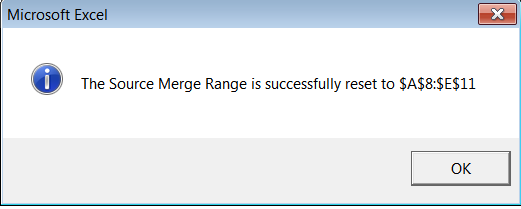 Microsoft Excel
The Source Merge Range is successfully reset to $A$8:$E$11
OK